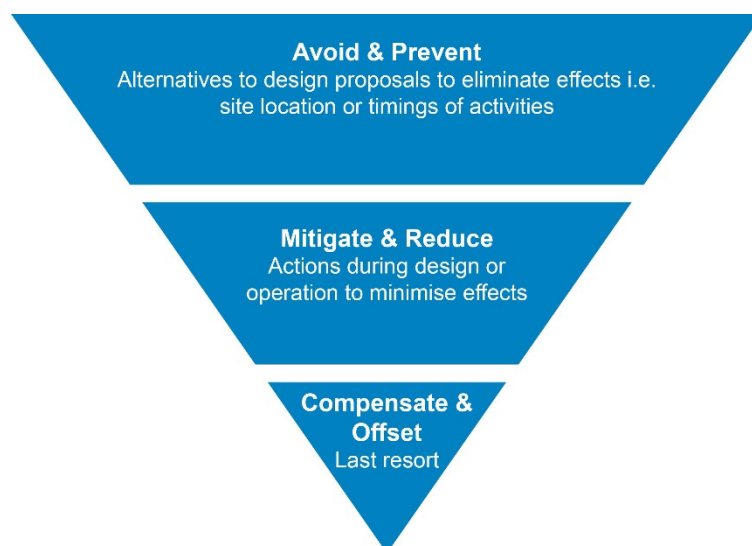 Avoid & Prevent
Alternatives to design proposals to eliminate effects i.e.
site location or timings of activities
Mitigate & Reduce
Actions during design or
operation to minimise effects
Compensate &
Offset
Last resort